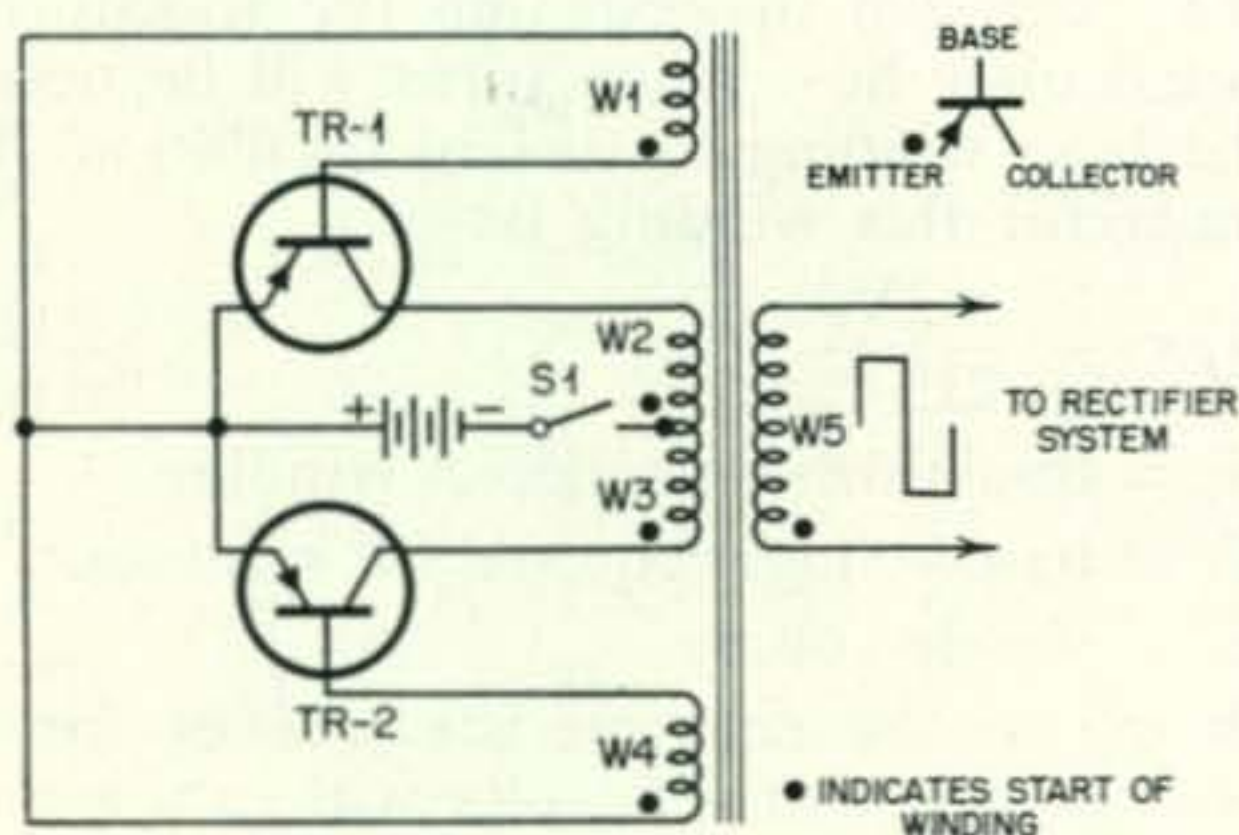 W1
BASE
TR-1
EMITTER COLLECTOR
W2
S1
+ -
TO RECTIFIER
SYSTEM
W5
W3
TR-2
W4
● INDICATES START OF
WINDING